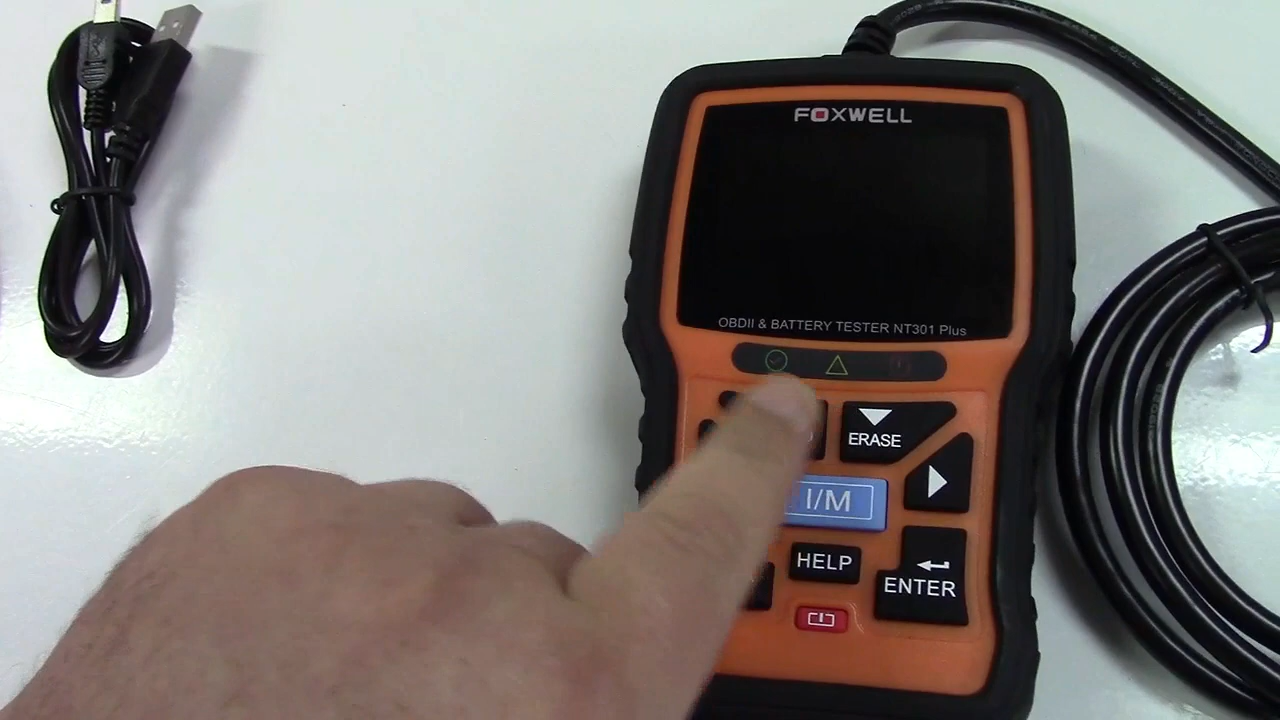 FOXWELL
OBDII & BATTERY TESTER NT301 Plus
ERASE
I/M
HELP
ENTER